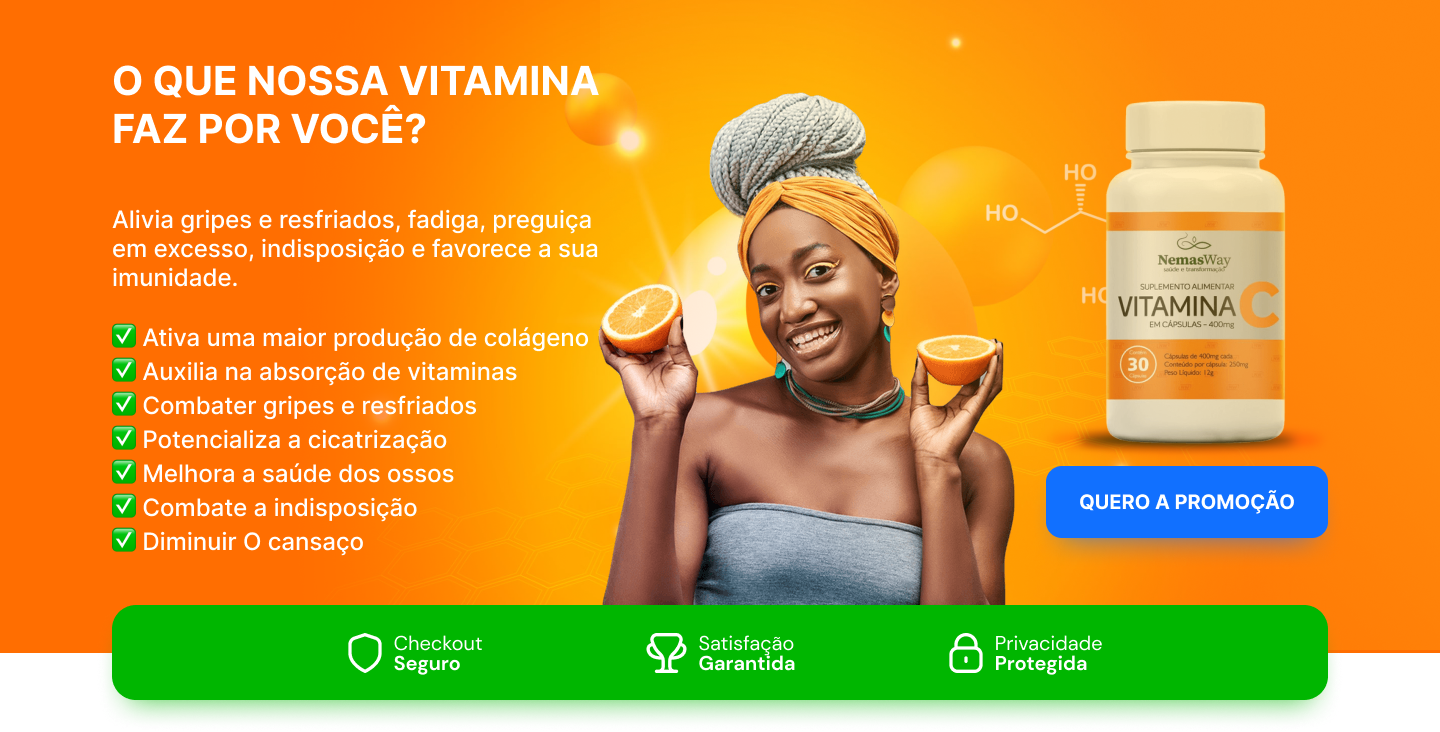 O QUE NOSSA VITAMINA
FAZ POR VOCÊ?
Alivia gripes e resfriados, fadiga, preguiça
em excesso, indisposição e favorece a sua
imunidade.
✅ Ativa uma maior produção de colágeno
✅ Auxilia na absorção de vitaminas
✅ Combater gripes e resfriados
✅ Potencializa a cicatrização
✅ Melhora a saúde dos ossos
✅ Combate a indisposição
✅ Diminuir O cansaço
HO
HO
HO
NemasWay
saúde e transformação
SUPLEMENTO ALIMENTAR
VITAMINA C
EM CÁPSULAS - 400mg
30
Cápsulas de 400mg cada
Conteúdo por cápsula: 250mg
Peso Líquido: 12g
QUERO A PROMOÇÃO
Checkout
Seguro
Satisfação
Garantida
Privacidade
Protegida